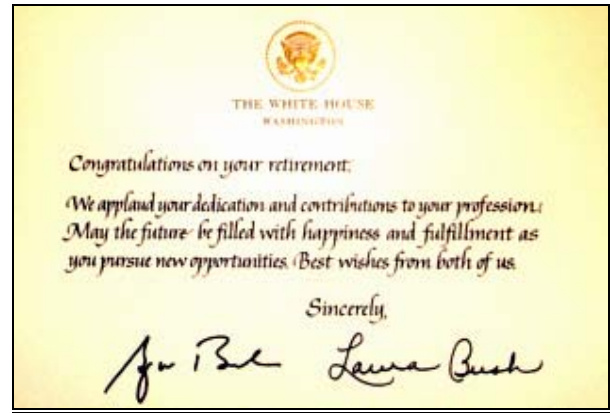 THE WHITE HOUSE
WASHINGTON
Congratulations on your retirement.
We applaud your dedication and contributions to your profession.
May the future be filled with happiness and fulfillment as
you pursue new opportunities. Best wishes from both of us.
Sincerely,
Laura Bush